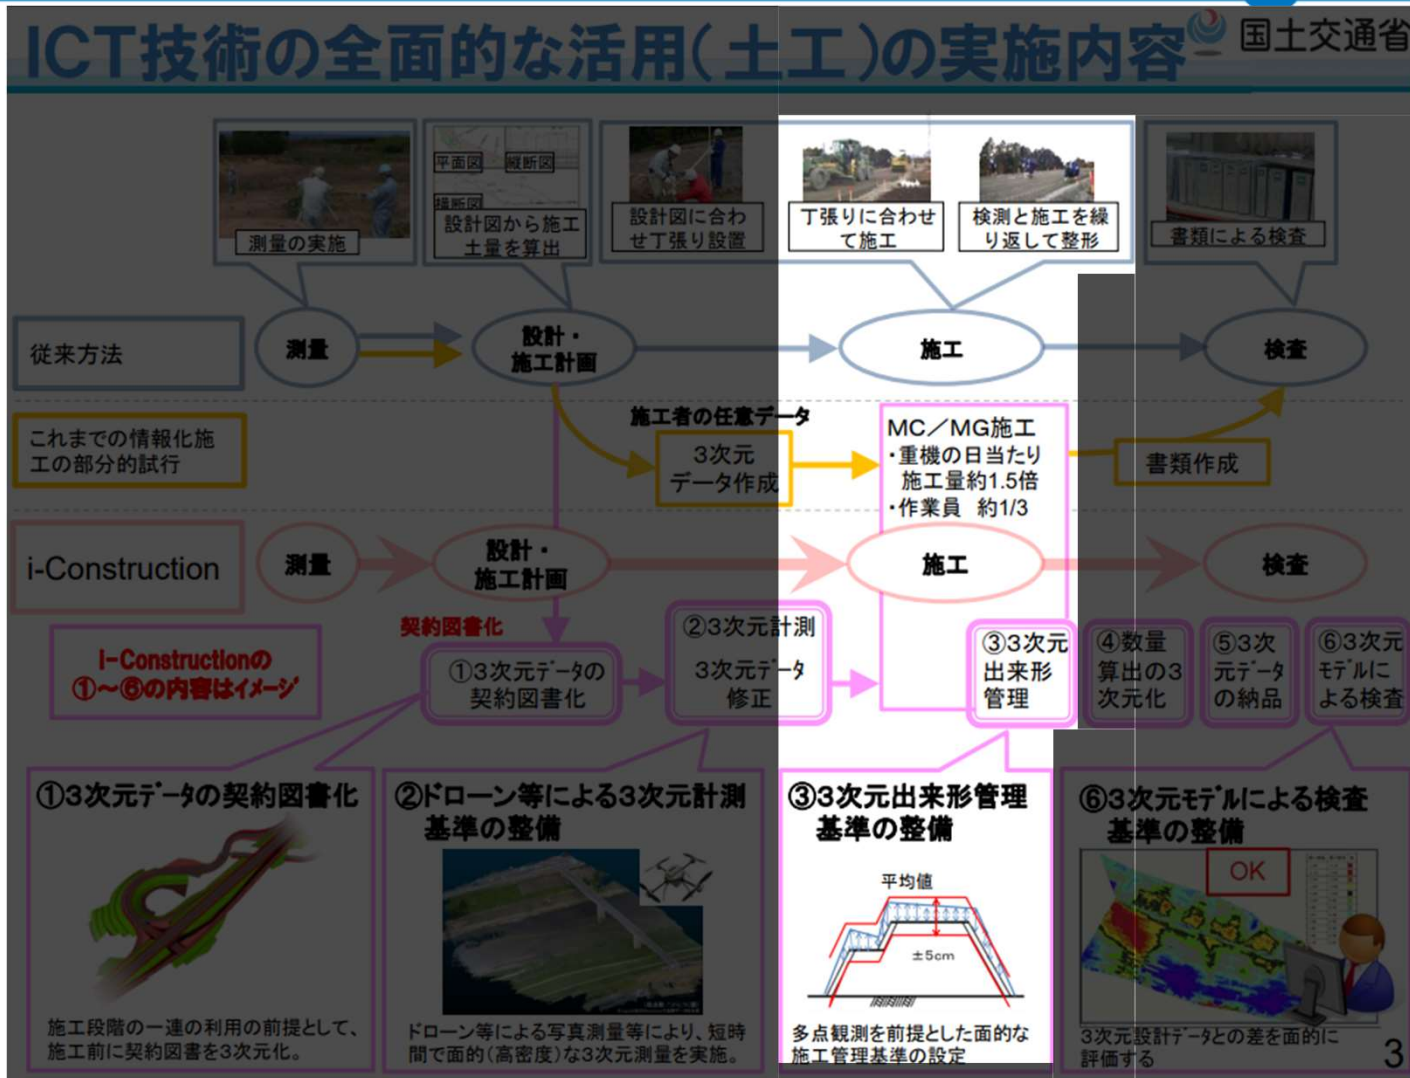 ICT技術の全面的な活用(土工)の実施内容
国土交通省
平面図
縦断図
横断図
測量の実施
設計図から施工
土量を算出
設計図に合わ
せ丁張り設置
丁張りに合わせ
て施工
検測と施工を繰
り返して整形
書類による検査
従来方法
測量
設計・
施工計画
施工
検査
これまでの情報化施
工の部分的試行
施工者の任意データ
3次元
データ作成
MC/MG施工
・重機の日当たり
施工量約1.5倍
・作業員 約1/3
書類作成
i-Construction
測量
設計・
施工計画
施工
検査
i-Constructionの
①~⑥の内容はイメージ
契約図書化
①3次元データの
契約図書化
②3次元計測
3次元データ
修正
③3次元
出来形
管理
④数量
算出の3
次元化
⑤3次
元データ
の納品
⑥3次元
モデルに
よる検査
①3次元データの契約図書化
施工段階の一連の利用の前提として、
施工前に契約図書を3次元化。
②ドローン等による3次元計測
基準の整備
ドローン等による写真測量等により、短時
間で面的(高密度)な3次元測量を実施。
③3次元出来形管理
基準の整備
平均値
±5cm
多点観測を前提とした面的な
施工管理基準の設定
⑥3次元モデルによる検査
基準の整備
OK
3次元設計データとの差を面的に
評価する
3